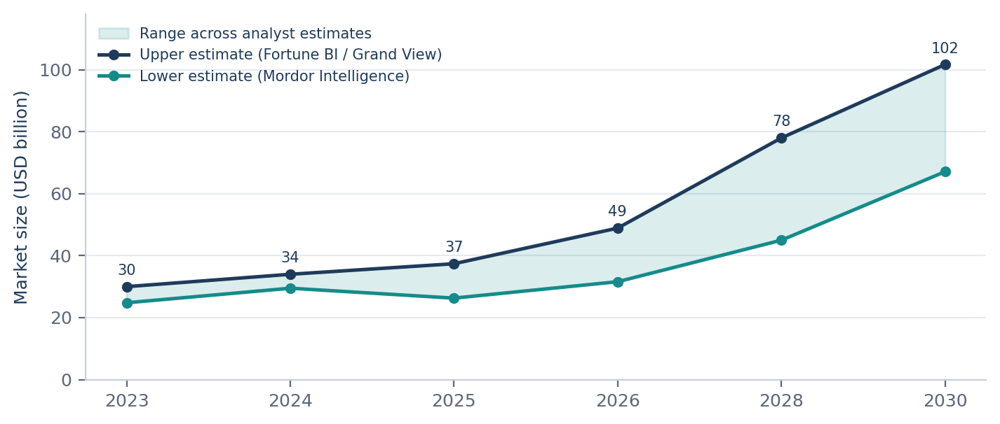 Range across analyst estimates
Upper estimate (Fortune BI / Grand View)
Lower estimate (Mordor Intelligence)
Market size (USD billion)
100
80
60
40
20
0
30
34
37
49
78
102
2023 2024 2025 2026 2028 2030